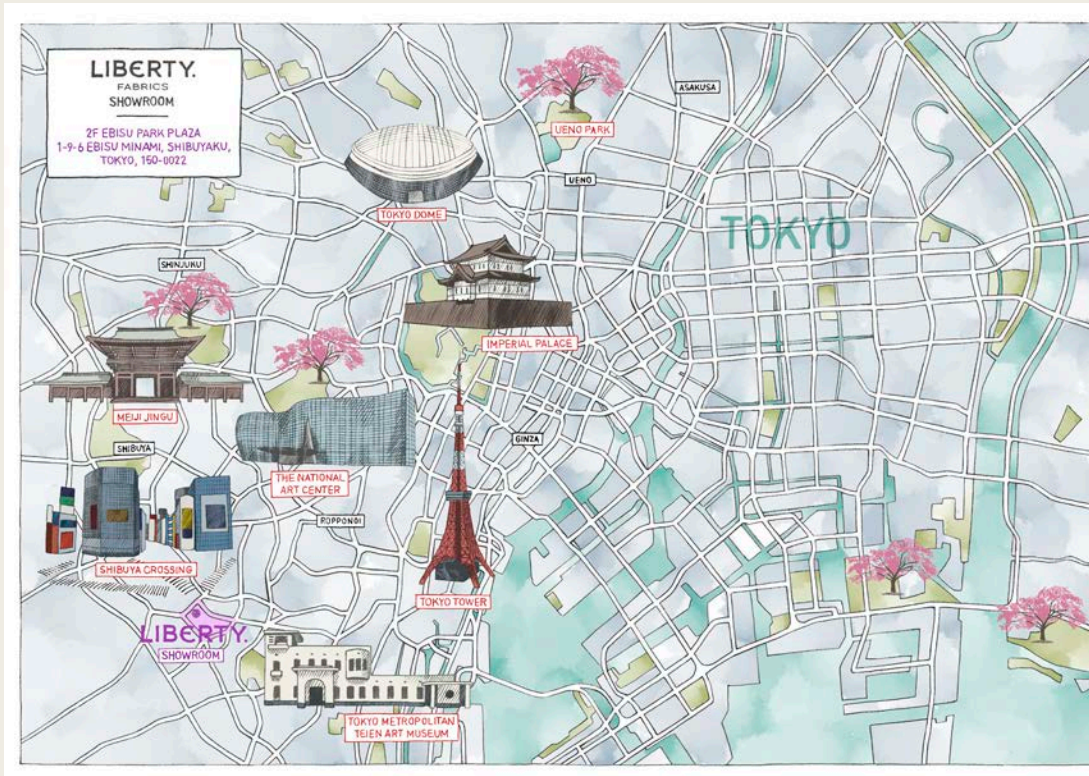 LIBERTY.
FABRICS
SHOWROOM
2F EBISU PARK PLAZA
1-9-6 EBISU MINAMI, SHIBUYAKU,
TOKYO, 150-0022
UENO PARK
ASAKUSA
UENO
TOKYO DOME
TOKYO
SHINJUKU
IMPERIAL PALACE
MEIJI JINGU
GINZA
SHIBUYA
THE NATIONAL
ART CENTER
ROPPONGI
SHIBUYA CROSSING
TOKYO TOWER
LIBERTY.
SHOWROOM
TOKYO METROPOLITAN
TEIEN ART MUSEUM